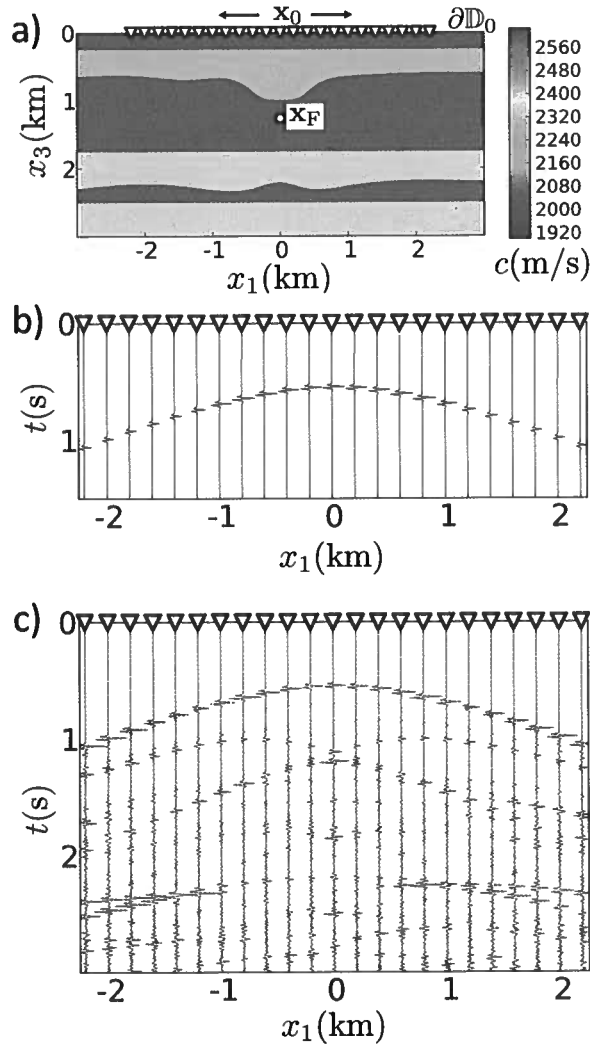 a)
x₀
∂𝔻₀
0
1
2
x₃(km)
x_F
-2 -1 0 1 2
x₁(km)
2560
2480
2400
2320
2240
2160
2080
2000
1920
c(m/s)
b)
0
1
t(s)
-2 -1 0 1 2
x₁(km)
c)
0
1
2
t(s)
-2 -1 0 1 2
x₁(km)